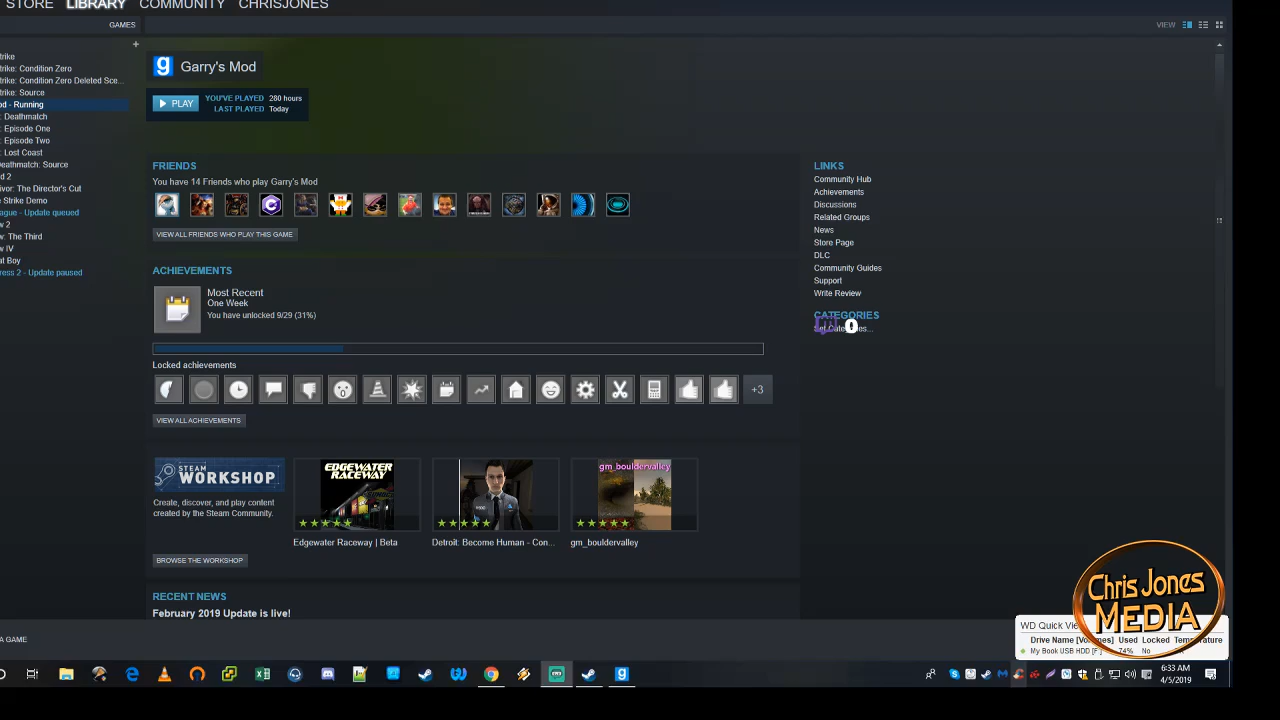 STORE LIBRARY COMMUNITY CHRISJONES
GAMES
VIEW
+
trike
trike: Condition Zero
trike: Condition Zero Deleted Sce...
trike: Source
od - Running
: Deathmatch
: Episode One
: Episode Two
: Lost Coast
eathmatch: Source
d 2
ivor: The Director's Cut
e Strike Demo
ague - Update queued
w 2
w: The Third
w IV
at Boy
ress 2 - Update paused
A GAME
g Garry's Mod
PLAY
YOU'VE PLAYED 280 hours
LAST PLAYED Today
FRIENDS
You have 14 Friends who play Garry's Mod
VIEW ALL FRIENDS WHO PLAY THIS GAME
ACHIEVEMENTS
Most Recent
One Week
You have unlocked 9/29 (31%)
Locked achievements
+3
VIEW ALL ACHIEVEMENTS
STEAM
WORKSHOP
Create, discover, and play content
created by the Steam Community.
BROWSE THE WORKSHOP
EDGEWATER
RACEWAY
Edgewater Raceway | Beta
Detroit: Become Human - Con...
gm_bouldervalley
gm_bouldervalley
RECENT NEWS
February 2019 Update is live!
LINKS
Community Hub
Achievements
Discussions
Related Groups
News
Store Page
DLC
Community Guides
Support
Write Review
CATEGORIES
Chris Jones
MEDIA
WD Quick Vie
Drive Name [Volumes] Used Locked Temperature
My Book USB HDD [F 74% No
6:33 AM
4/5/2019